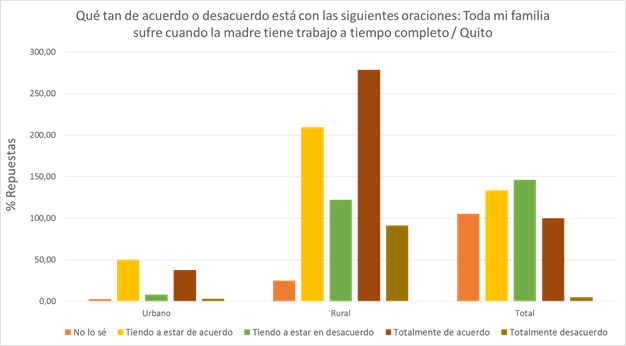 Qué tan de acuerdo o desacuerdo está con las siguientes oraciones: Toda mi familia
sufre cuando la madre tiene trabajo a tiempo completo / Quito
% Repuestas
300,00
250,00
200,00
150,00
100,00
50,00
0,00
Urbano Rural Total
No lo sé Tiendo a estar de acuerdo Tiendo a estar en desacuerdo Totalmente de acuerdo Totalmente desacuerdo